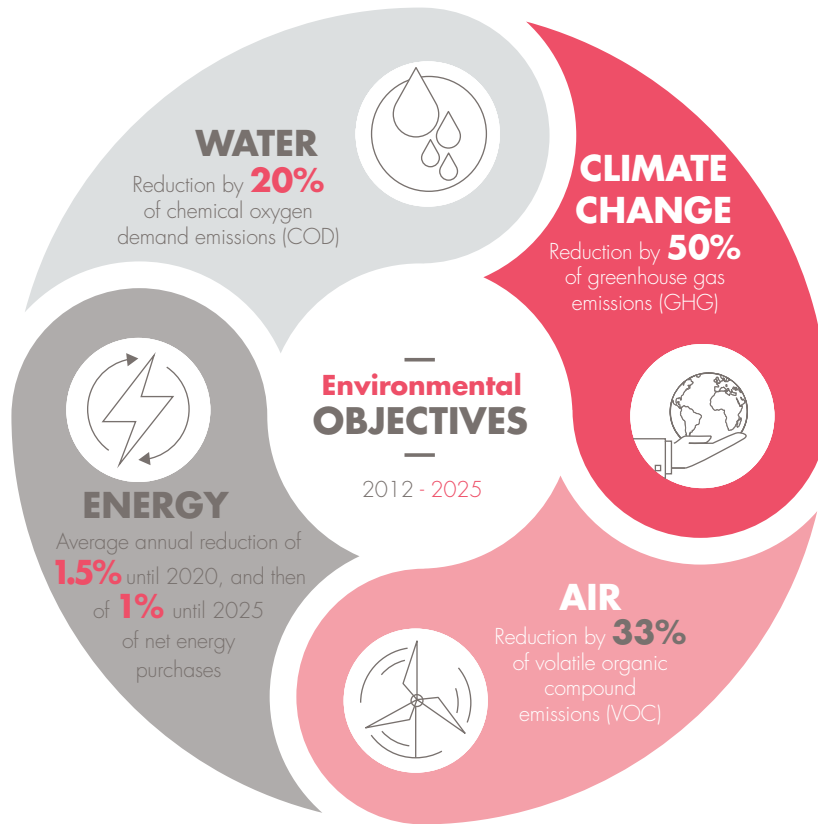 WATER
Reduction by 20%
of chemical oxygen
demand emissions (COD)
CLIMATE
CHANGE
Reduction by 50%
of greenhouse gas
emissions (GHG)
Environmental
OBJECTIVES
2012 - 2025
ENERGY
Average annual reduction of
1.5% until 2020, and then
of 1% until 2025
of net energy
purchases
AIR
Reduction by 33%
of volatile organic
compound
emissions (VOC)